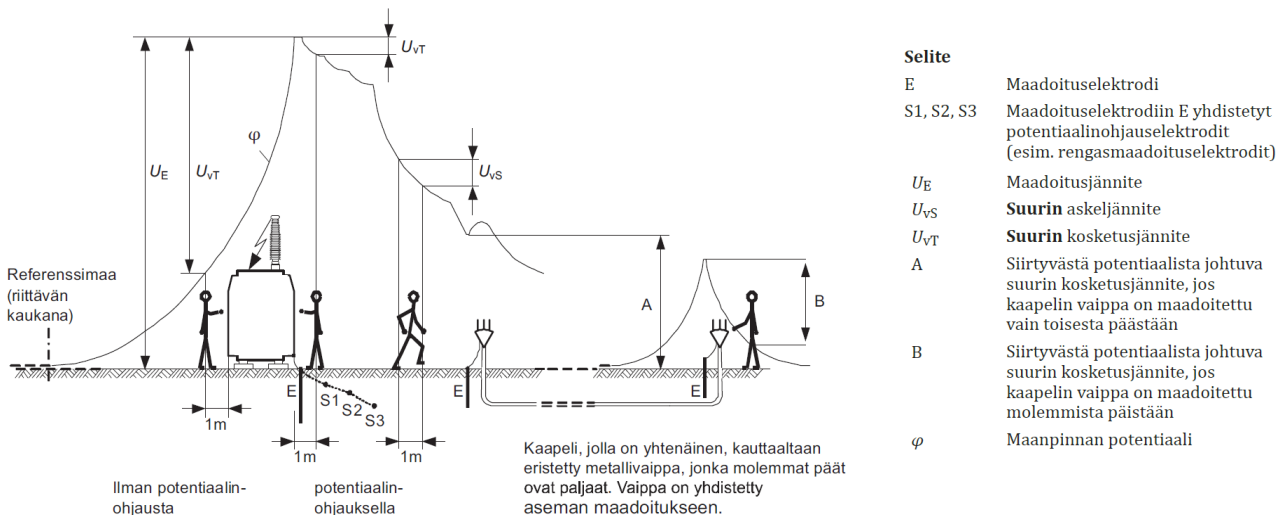 U_vT
φ
U_E
U_vT
U_vS
Referenssimaa
(riittävän
kaukana)
A
B
E
S1
S2
S3
E
E
1m
1m
1m
Ilman potentiaalin-
ohjausta
potentiaalin-
ohjauksella
Kaapeli, jolla on yhtenäinen, kauttaaltaan
eristetty metallivaippa, jonka molemmat päät
ovat paljaat. Vaippa on yhdistetty
aseman maadoitukseen.
Selite
E Maadoituselektrodi
S1, S2, S3 Maadoituselektrodiin E yhdistetyt
potentiaalinohjauselektrodit
(esim. rengasmaadoituselektrodit)
U_E Maadoitusjännite
U_vS Suurin askeljännite
U_vT Suurin kosketusjännite
A Siirtyvästä potentiaalista johtuva
suurin kosketusjännite, jos
kaapelin vaippa on maadoitettu
vain toisesta päästään
B Siirtyvästä potentiaalista johtuva
suurin kosketusjännite, jos
kaapelin vaippa on maadoitettu
molemmista päistään
φ Maanpinnan potentiaali